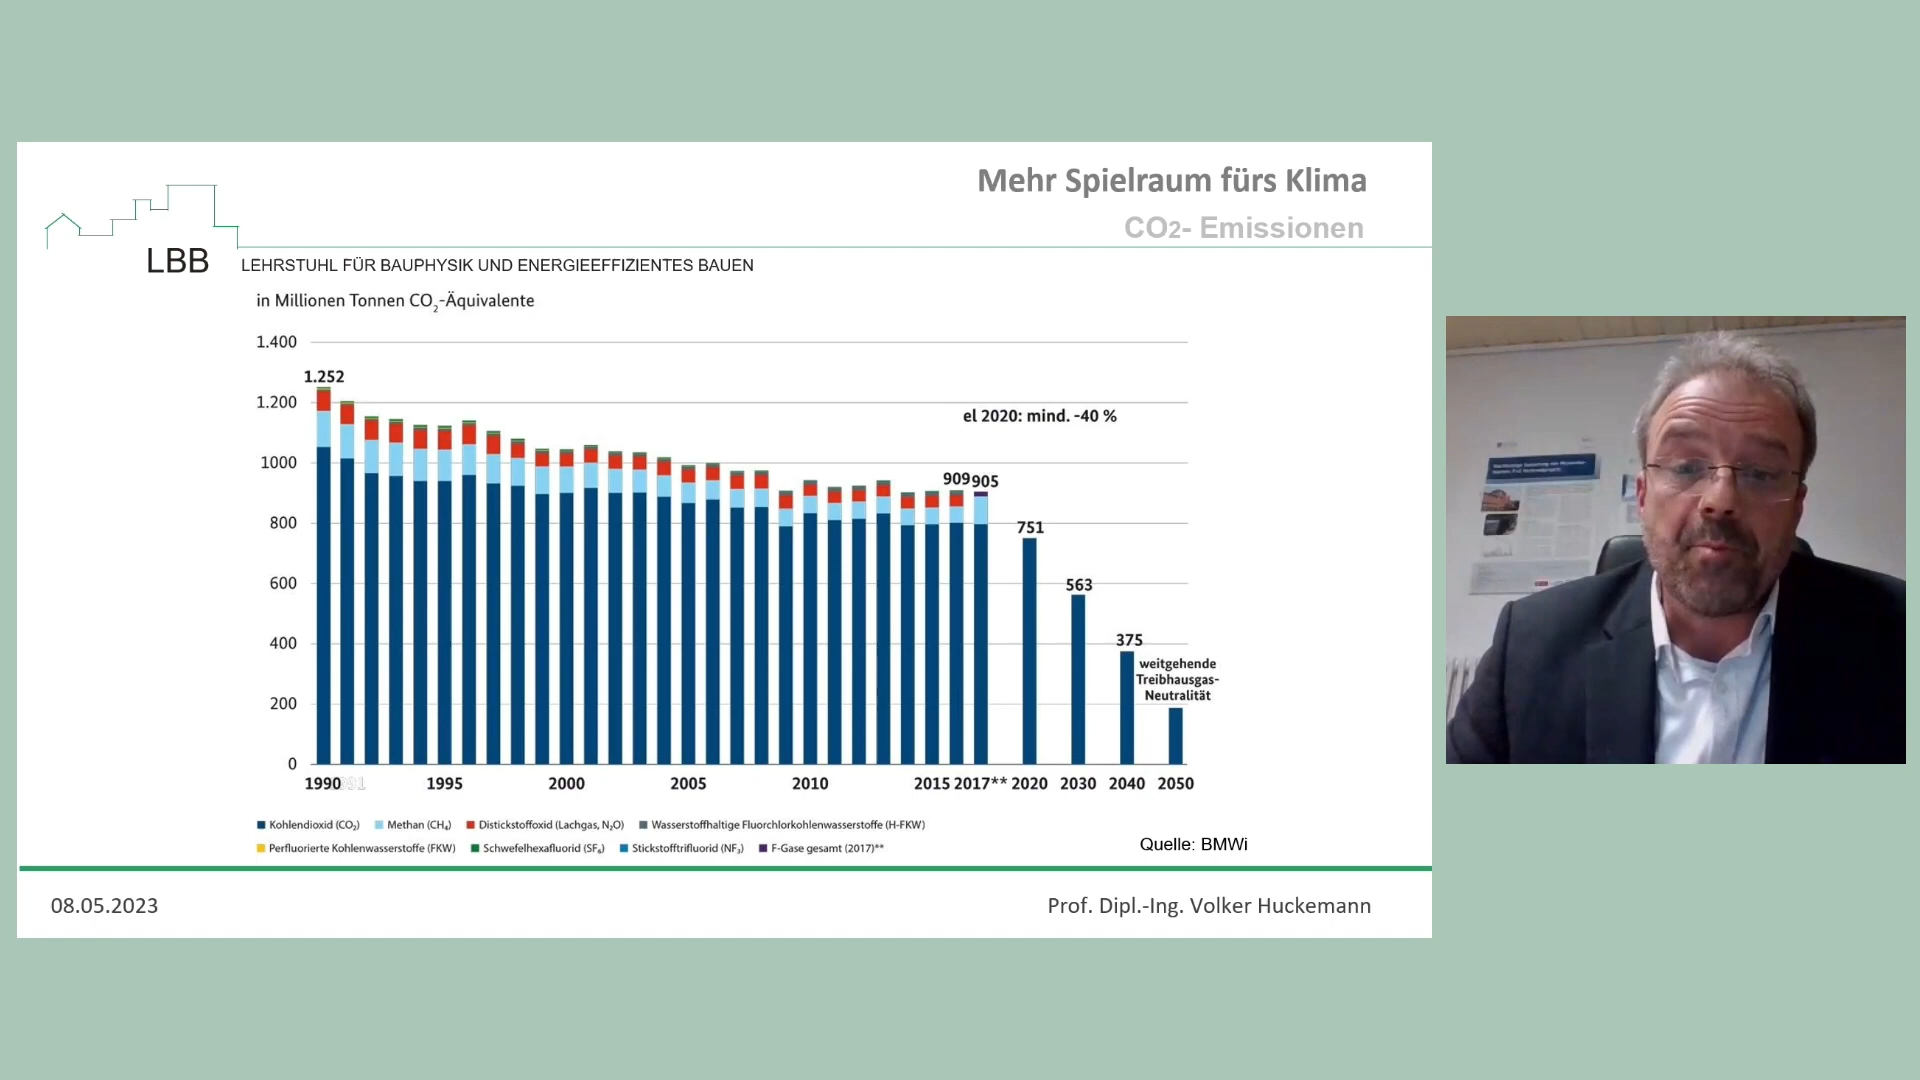 Mehr Spielraum fürs Klima
CO2- Emissionen
LBB
LEHRSTUHL FÜR BAUPHYSIK UND ENERGIEEFFIZIENTES BAUEN
in Millionen Tonnen CO₂-Äquivalente
1.400
1.252
1.200
el 2020: mind. -40 %
1000
909 905
800
751
600
563
400
375
weitgehende
Treibhausgas-
Neutralität
200
0
1990 1995 2000 2005 2010 2015 2017** 2020 2030 2040 2050
Kohlendioxid (CO₂) Methan (CH₄) Distickstoffoxid (Lachgas, N₂O) Wasserstoffhaltige Fluorchlorkohlenwasserstoffe (H-FKW)
Perfluorierte Kohlenwasserstoffe (FKW) Schwefelhexafluorid (SF₆) Stickstofftrifluorid (NF₃) F-Gase gesamt (2017)**
Quelle: BMWi
08.05.2023
Prof. Dipl.-Ing. Volker Huckemann